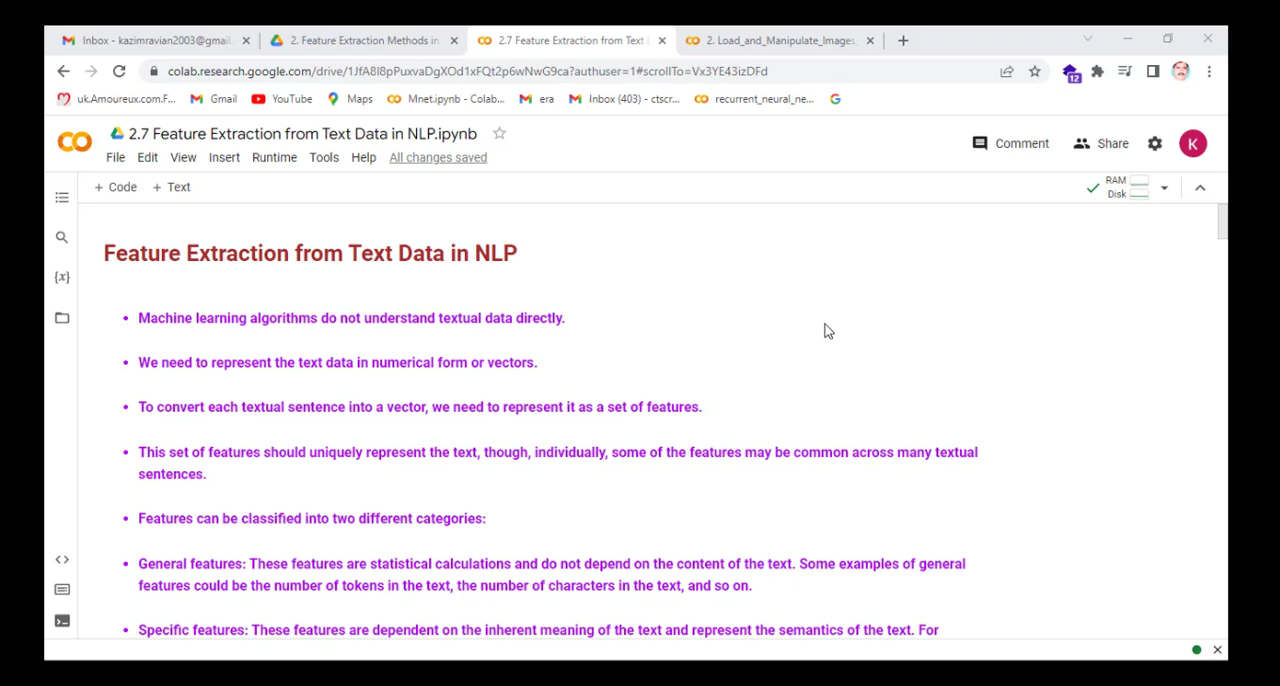 Inbox - kazimravian2003@gmail.
2. Feature Extraction Methods in
2.7 Feature Extraction from Text D
2. Load_and_Manipulate_Images_
colab.research.google.com/drive/1JfA8I8pPuxvaDgXOd1xFQt2p6wNwG9ca?authuser=1#scrollTo=Vx3YE43izDFd
12
uk.Amoureux.com.F...
Gmail
YouTube
Maps
Mnet.ipynb - Colab...
era
Inbox (403) - ctscr...
recurrent_neural_ne...
2.7 Feature Extraction from Text Data in NLP.ipynb
File Edit View Insert Runtime Tools Help All changes saved
Comment
Share
K
+ Code + Text
RAM
Disk
{x}
Feature Extraction from Text Data in NLP
• Machine learning algorithms do not understand textual data directly.
• We need to represent the text data in numerical form or vectors.
• To convert each textual sentence into a vector, we need to represent it as a set of features.
• This set of features should uniquely represent the text, though, individually, some of the features may be common across many textual
sentences.
• Features can be classified into two different categories:
• General features: These features are statistical calculations and do not depend on the content of the text. Some examples of general
features could be the number of tokens in the text, the number of characters in the text, and so on.
• Specific features: These features are dependent on the inherent meaning of the text and represent the semantics of the text. For